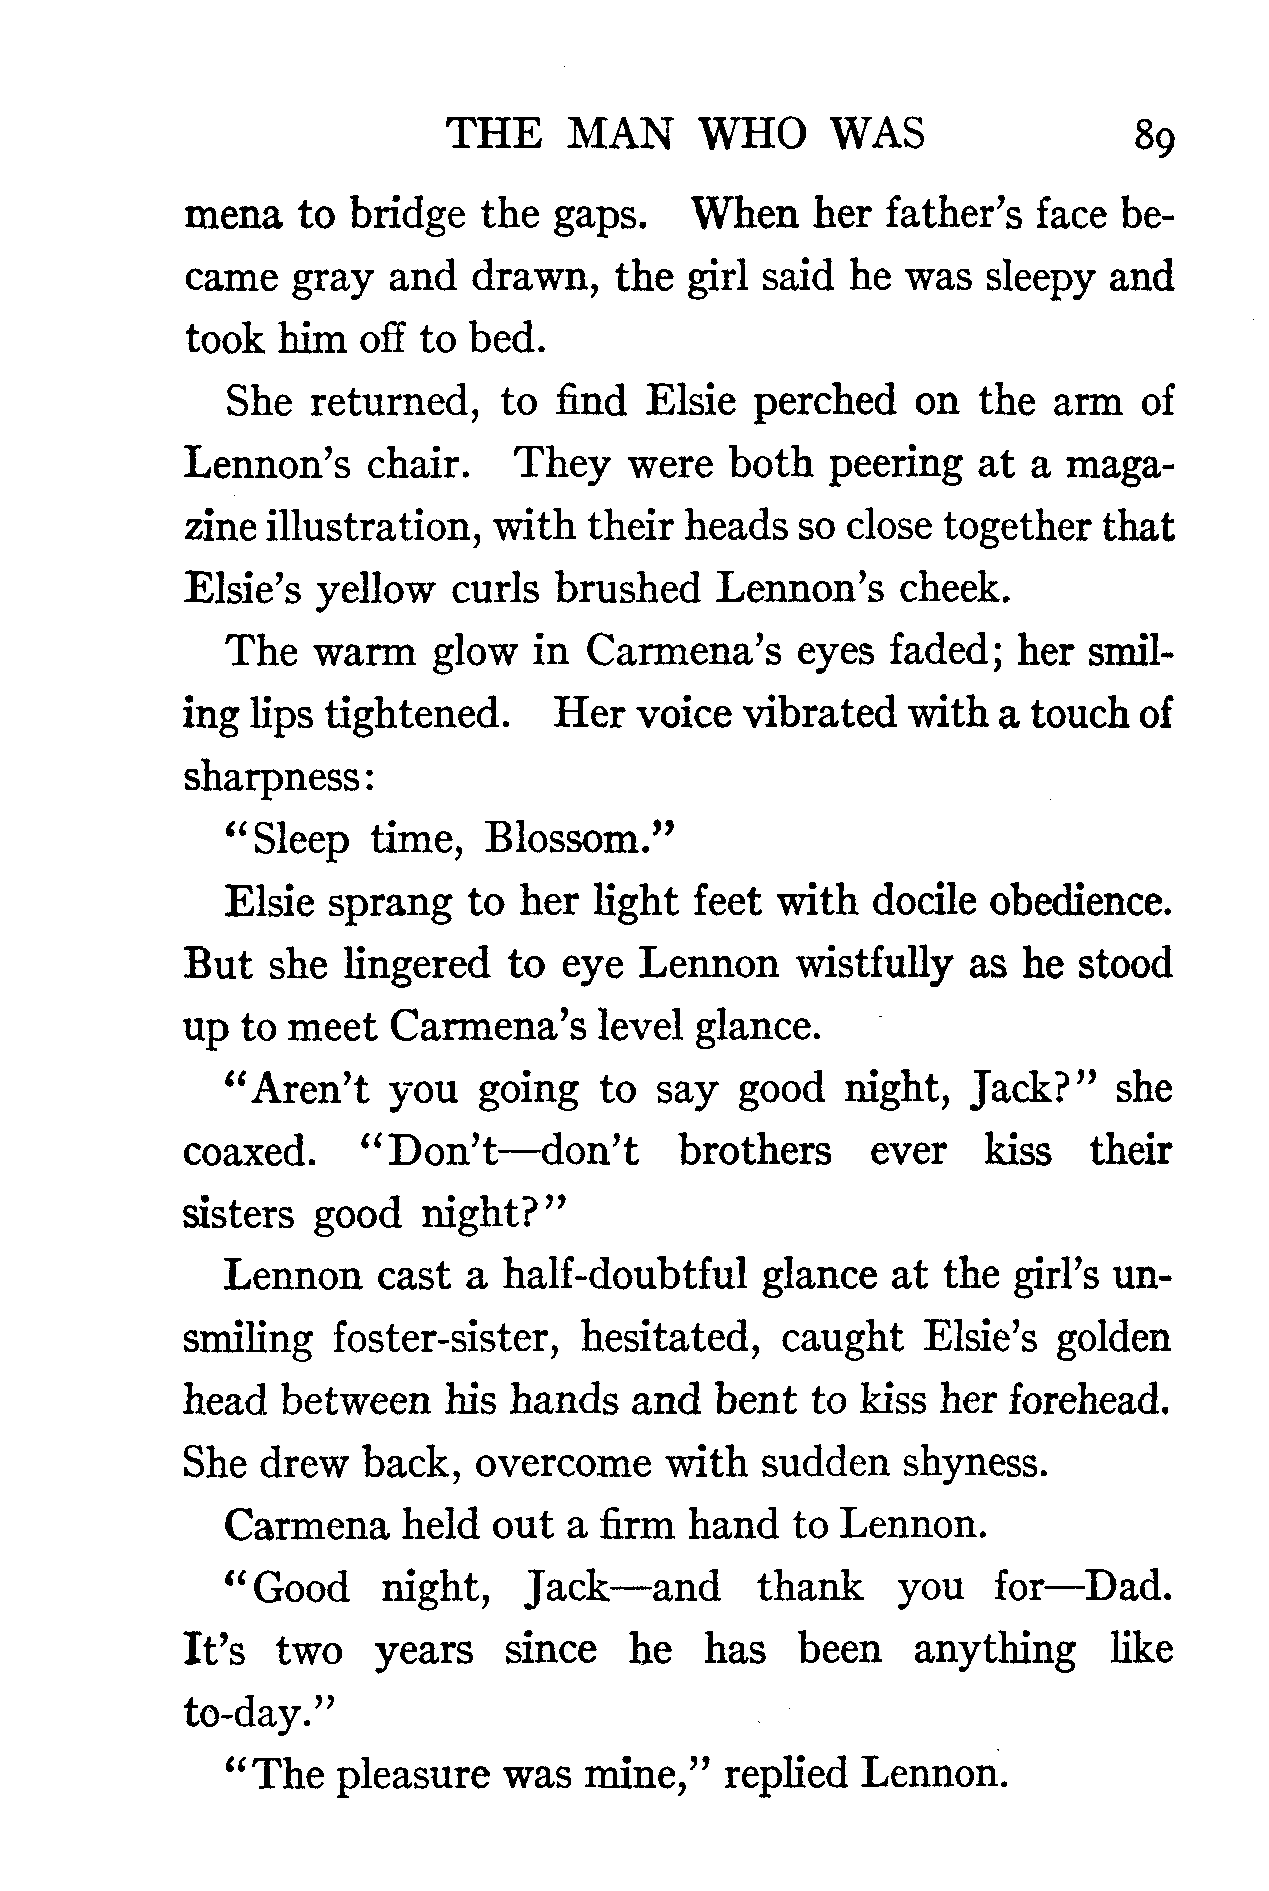 THE MAN WHO WAS 89
mena to bridge the gaps. When her father's face be-
came gray and drawn, the girl said he was sleepy and
took him off to bed.
She returned, to find Elsie perched on the arm of
Lennon's chair. They were both peering at a maga-
zine illustration, with their heads so close together that
Elsie's yellow curls brushed Lennon's cheek.
The warm glow in Carmena's eyes faded; her smil-
ing lips tightened. Her voice vibrated with a touch of
sharpness:
"Sleep time, Blossom."
Elsie sprang to her light feet with docile obedience.
But she lingered to eye Lennon wistfully as he stood
up to meet Carmena's level glance.
"Aren't you going to say good night, Jack?" she
coaxed. "Don't—don't brothers ever kiss their
sisters good night?"
Lennon cast a half-doubtful glance at the girl's un-
smiling foster-sister, hesitated, caught Elsie's golden
head between his hands and bent to kiss her forehead.
She drew back, overcome with sudden shyness.
Carmena held out a firm hand to Lennon.
"Good night, Jack—and thank you for—Dad.
It's two years since he has been anything like
to-day."
"The pleasure was mine," replied Lennon.